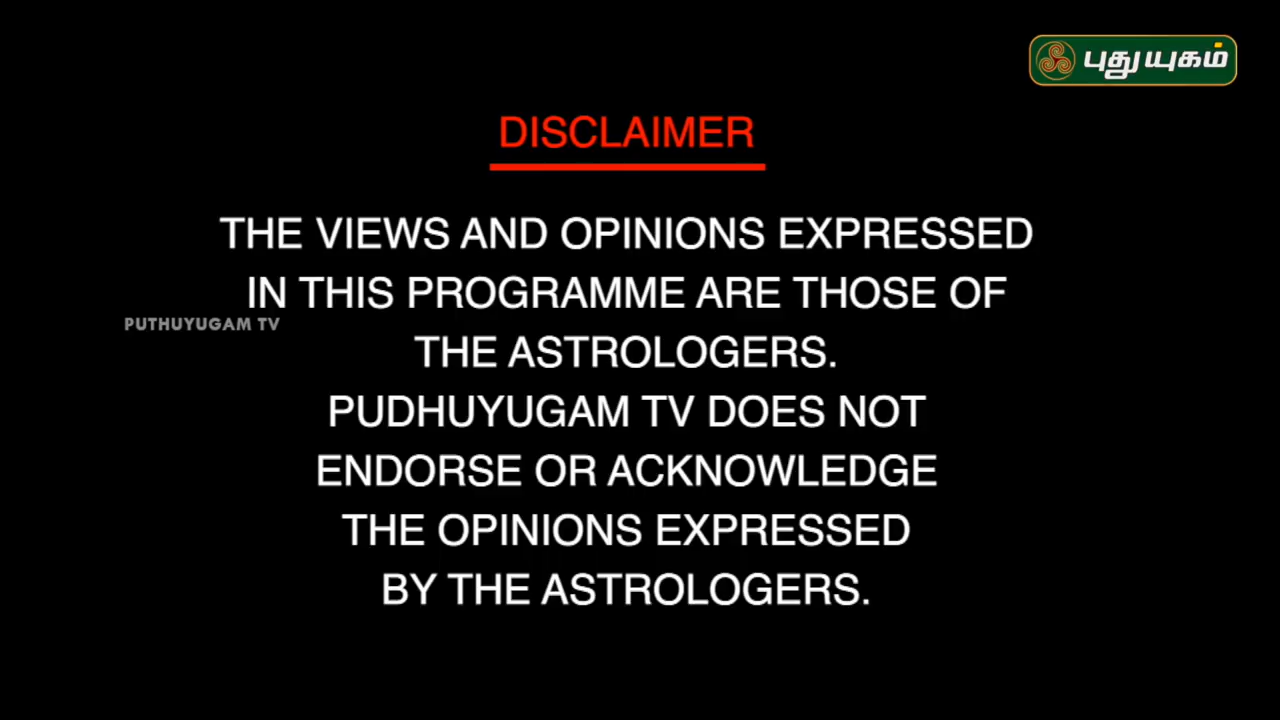 புதுயுகம்
DISCLAIMER
THE VIEWS AND OPINIONS EXPRESSED
IN THIS PROGRAMME ARE THOSE OF
PUTHUYUGAM TV
THE ASTROLOGERS.
PUDHUYUGAM TV DOES NOT
ENDORSE OR ACKNOWLEDGE
THE OPINIONS EXPRESSED
BY THE ASTROLOGERS.